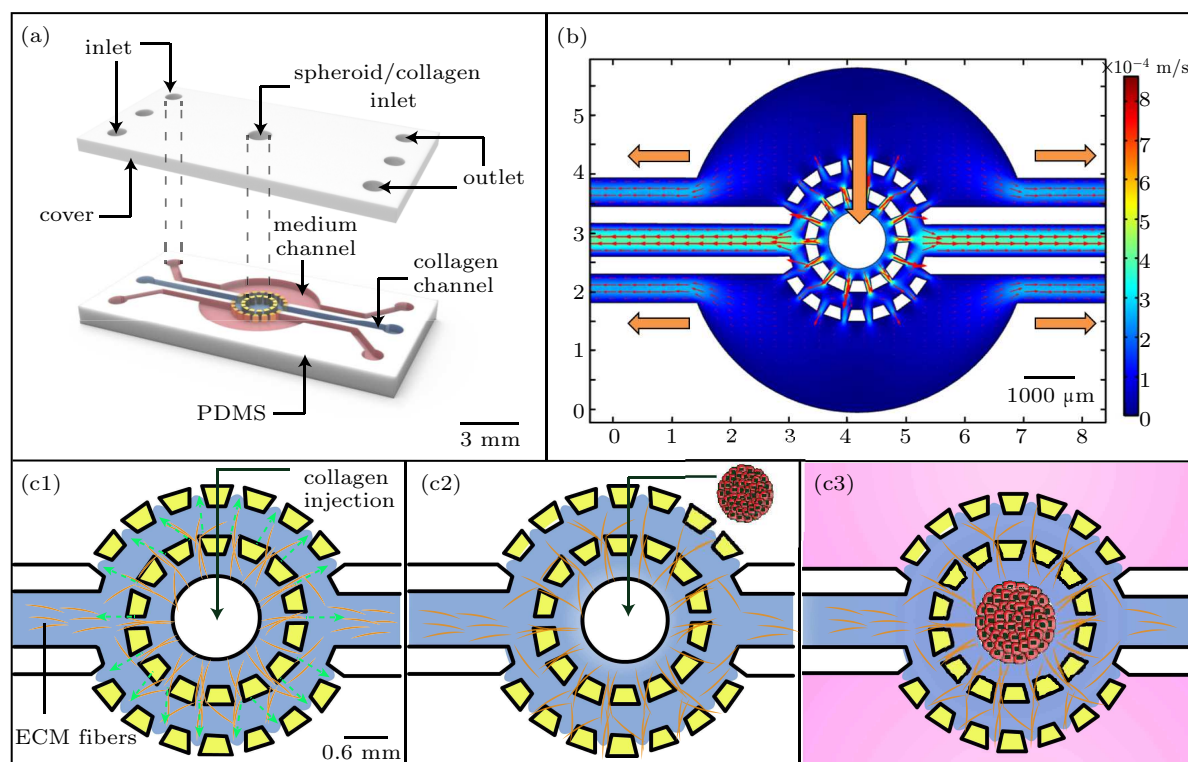 (a)
inlet
spheroid/collagen
inlet
outlet
cover
medium
channel
collagen
channel
PDMS
3 mm
(b)
×10⁻⁴ m/s
8
7
6
5
4
3
2
1
0
5
4
3
2
1
0
0 1 2 3 4 5 6 7 8
1000 µm
(c1)
collagen
injection
ECM fibers
0.6 mm
(c2)
(c3)